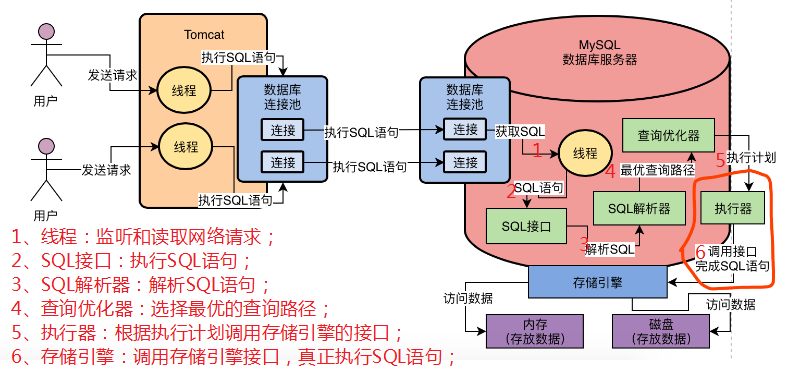 Tomcat
MySQL
数据库服务器
用户
发送请求
线程
执行SQL语句
数据库
连接池
连接
执行SQL语句
数据库
连接池
连接
获取SQL
1
线程
查询优化器
4
最优查询路径
5
执行计划
用户
发送请求
线程
执行SQL语句
连接
执行SQL语句
连接
2
SQL语句
SQL接口
3
解析SQL
SQL解析器
执行器
6
调用接口
完成SQL语句
存储引擎
访问数据
访问数据
内存
(存放数据)
磁盘
(存放数据)
1、线程：监听和读取网络请求；
2、SQL接口：执行SQL语句；
3、SQL解析器：解析SQL语句；
4、查询优化器：选择最优的查询路径；
5、执行器：根据执行计划调用存储引擎的接口；
6、存储引擎：调用存储引擎接口，真正执行SQL语句；